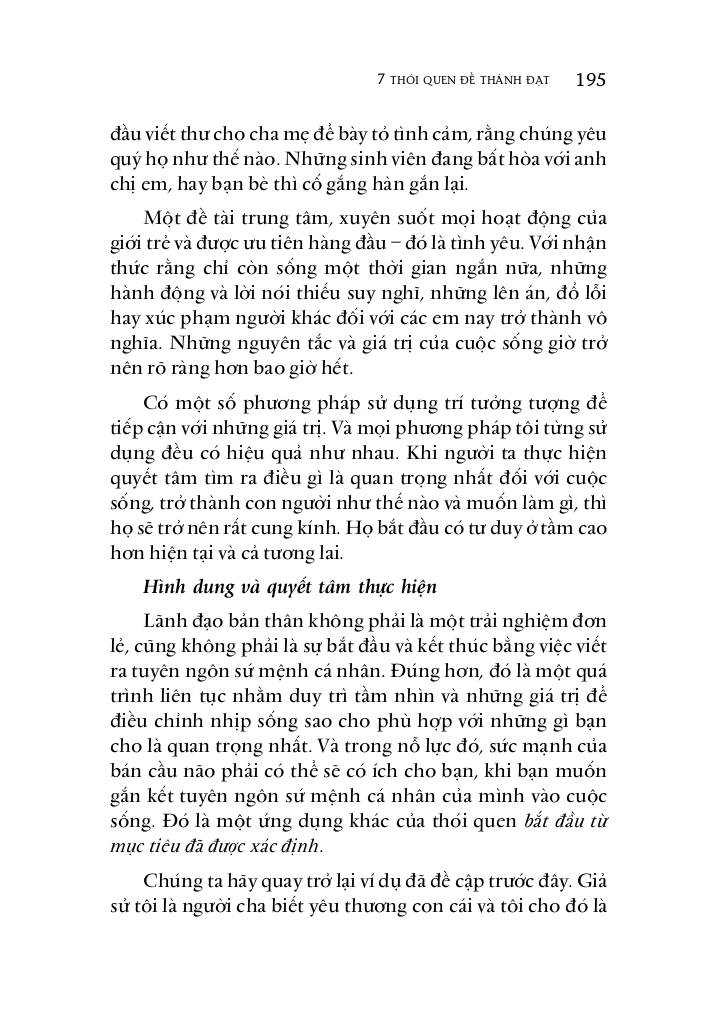 7 THÓI QUEN ĐỂ THÀNH ĐẠT 195
đầu viết thư cho cha mẹ để bày tỏ tình cảm, rằng chúng yêu
quý họ như thế nào. Những sinh viên đang bất hòa với anh
chị em, hay bạn bè thì cố gắng hàn gắn lại.
Một đề tài trung tâm, xuyên suốt mọi hoạt động của
giới trẻ và được ưu tiên hàng đầu – đó là tình yêu. Với nhận
thức rằng chỉ còn sống một thời gian ngắn nữa, những
hành động và lời nói thiếu suy nghĩ, những lên án, đổ lỗi
hay xúc phạm người khác đối với các em nay trở thành vô
nghĩa. Những nguyên tắc và giá trị của cuộc sống giờ trở
nên rõ ràng hơn bao giờ hết.
Có một số phương pháp sử dụng trí tưởng tượng để
tiếp cận với những giá trị. Và mọi phương pháp tôi từng sử
dụng đều có hiệu quả như nhau. Khi người ta thực hiện
quyết tâm tìm ra điều gì là quan trọng nhất đối với cuộc
sống, trở thành con người như thế nào và muốn làm gì, thì
họ sẽ trở nên rất cung kính. Họ bắt đầu có tư duy ở tầm cao
hơn hiện tại và cả tương lai.
Hình dung và quyết tâm thực hiện
Lãnh đạo bản thân không phải là một trải nghiệm đơn
lẻ, cũng không phải là sự bắt đầu và kết thúc bằng việc viết
ra tuyên ngôn sứ mệnh cá nhân. Đúng hơn, đó là một quá
trình liên tục nhằm duy trì tầm nhìn và những giá trị để
điều chỉnh nhịp sống sao cho phù hợp với những gì bạn
cho là quan trọng nhất. Và trong nỗ lực đó, sức mạnh của
bán cầu não phải có thể sẽ có ích cho bạn, khi bạn muốn
gắn kết tuyên ngôn sứ mệnh cá nhân của mình vào cuộc
sống. Đó là một ứng dụng khác của thói quen bắt đầu từ
mục tiêu đã được xác định.
Chúng ta hãy quay trở lại ví dụ đã đề cập trước đây. Giả
sử tôi là người cha biết yêu thương con cái và tôi cho đó là